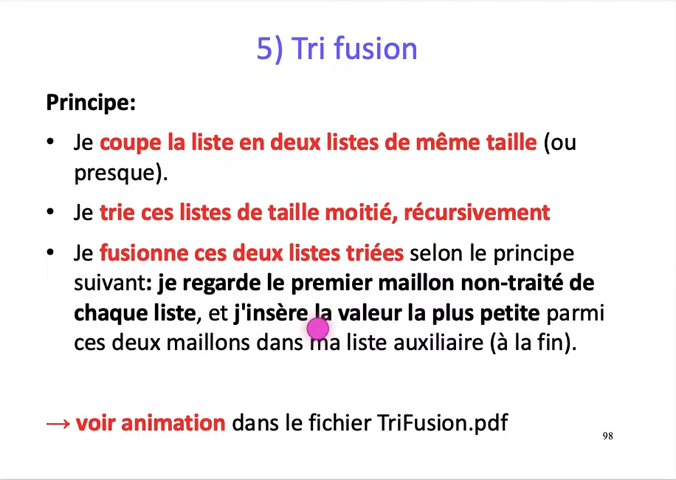 5) Tri fusion
Principe:
• Je coupe la liste en deux listes de même taille (ou
presque).
• Je trie ces listes de taille moitié, récursivement
• Je fusionne ces deux listes triées selon le principe
suivant: je regarde le premier maillon non-traité de
chaque liste, et j'insère la valeur la plus petite parmi
ces deux maillons dans ma liste auxiliaire (à la fin).
→ voir animation dans le fichier TriFusion.pdf
98